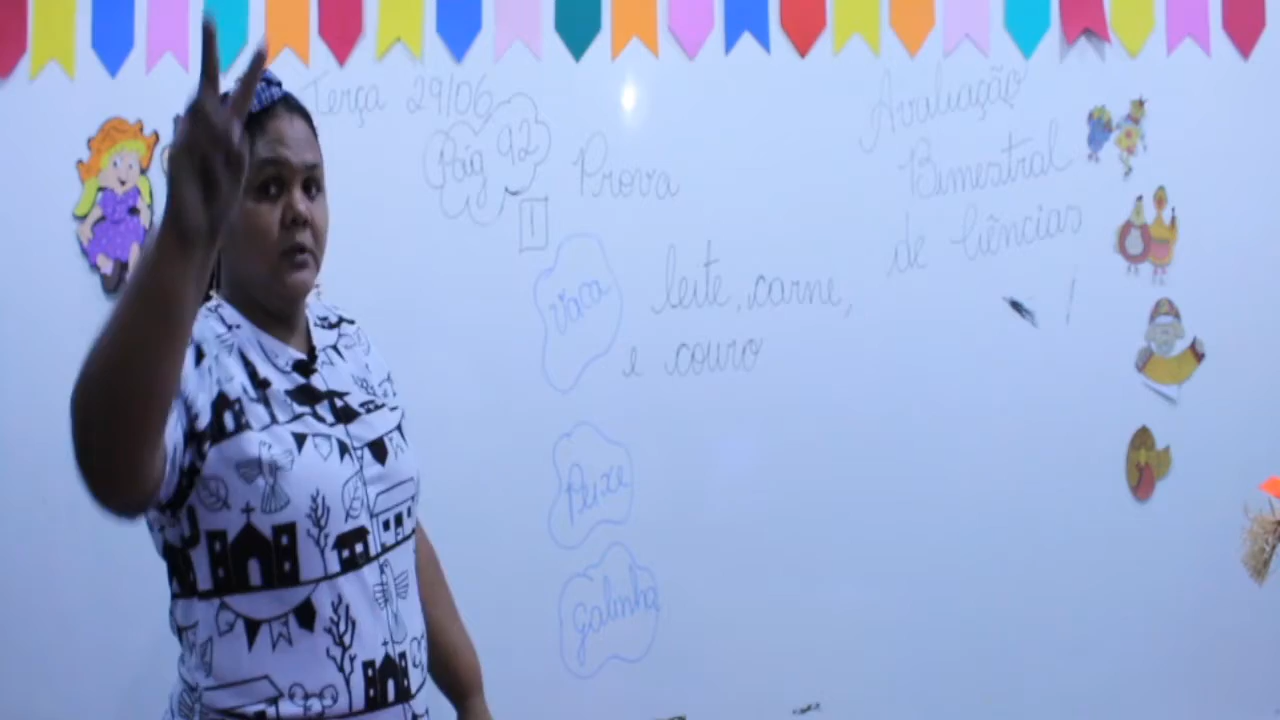 Terça 29/06
Pág 92
Prova
1
Vaca
leite, carne,
e couro
Peixe
galinha
Avaliação
Bimestral
de Ciências